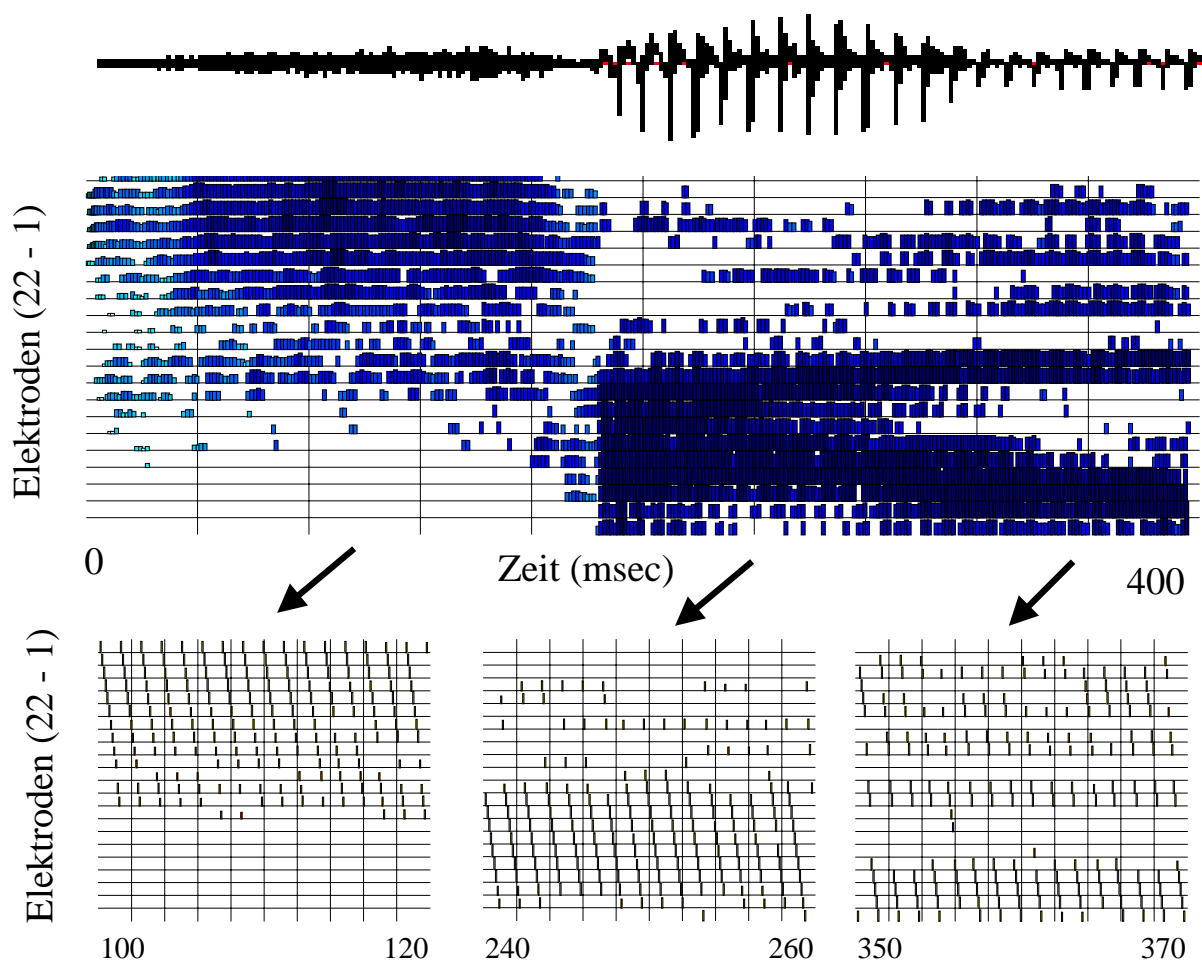 Elektroden (22 - 1)
0
Zeit (msec)
400
Elektroden (22 - 1)
100
120
240
260
350
370